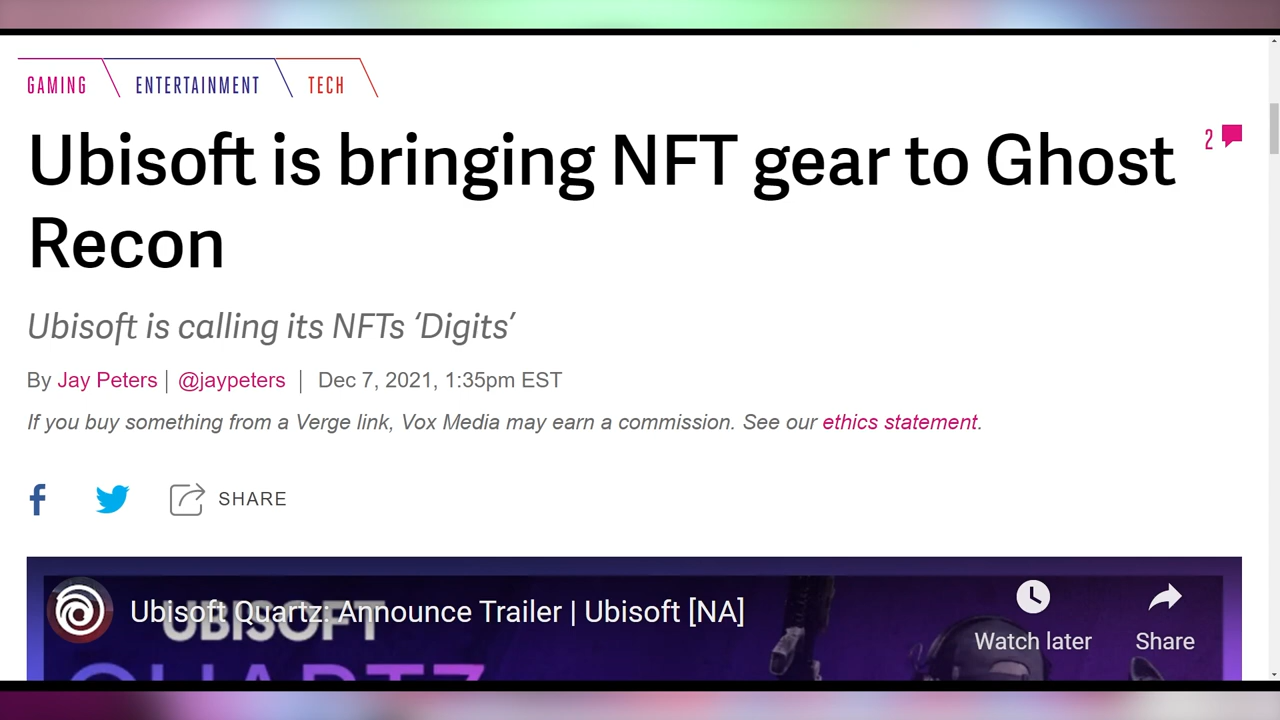 GAMING ENTERTAINMENT TECH
Ubisoft is bringing NFT gear to Ghost
Recon
2
Ubisoft is calling its NFTs ‘Digits’
By Jay Peters | @jaypeters | Dec 7, 2021, 1:35pm EST
If you buy something from a Verge link, Vox Media may earn a commission. See our ethics statement.
SHARE
Ubisoft Quartz: Announce Trailer | Ubisoft [NA]
UBISOFT
Watch later
Share
QUARTZ